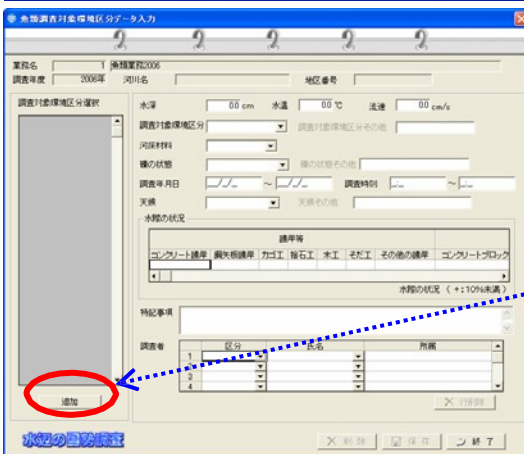 魚類調査対象環境区分データ入力
業務名 1 魚類業務2006
調査年度 2006年 河川名 地区番号
調査対象環境区分選択
水深 0.0 cm 水温 0.0 ℃ 流速 0.0 cm/s
調査対象環境区分 調査対象環境区分その他
河床材料
礫の状態 礫の状態その他
調査年月日 _/_/_ ～ _/_/_ 調査時刻 _:_ ～ _:_
天候 天候その他
水際の状況
護岸等
コンクリート護岸 鋼矢板護岸 カゴ工 捨石工 木工 そだ工 その他の護岸 コンクリートブロック
水際の状況 (+:10%未満)
特記事項
調査者 区分 氏名 所属
1
2
3
4
追加 行削除
水辺の国勢調査 削除 保存 終了